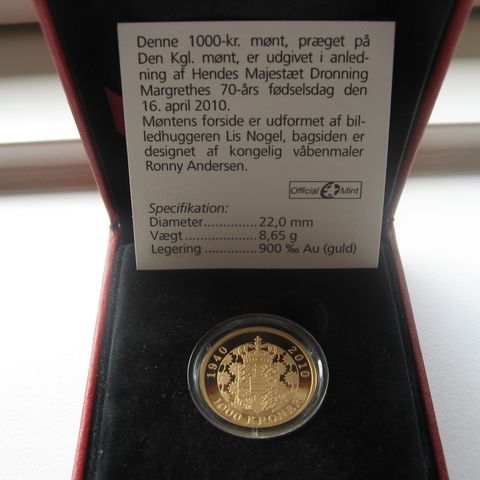 Denne 1000-kr. mønt, præget på
Den Kgl. mønt, er udgivet i anled-
ning af Hendes Majestæt Dronning
Margrethes 70-års fødselsdag den
16. april 2010.
Møntens forside er udformet af bil-
ledhuggeren Lis Nogel, bagsiden er
designet af kongelig våbenmaler
Ronny Andersen.
Official Mint
Specifikation:
Diameter..............22,0 mm
Vægt...................8,65 g
Legering..............900 ‰ Au (guld)
1940 2010
1000 KRONER